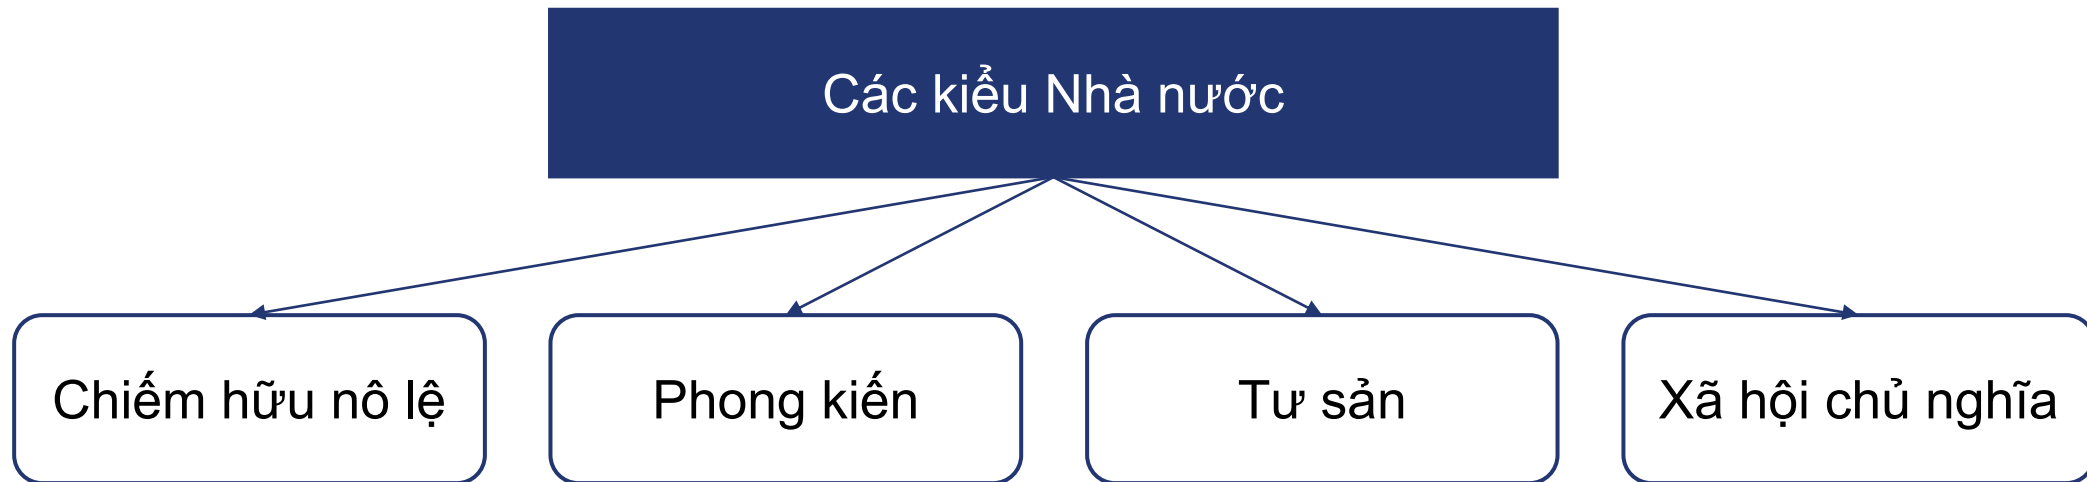 Các kiểu Nhà nước
Chiếm hữu nô lệ
Phong kiến
Tư sản
Xã hội chủ nghĩa